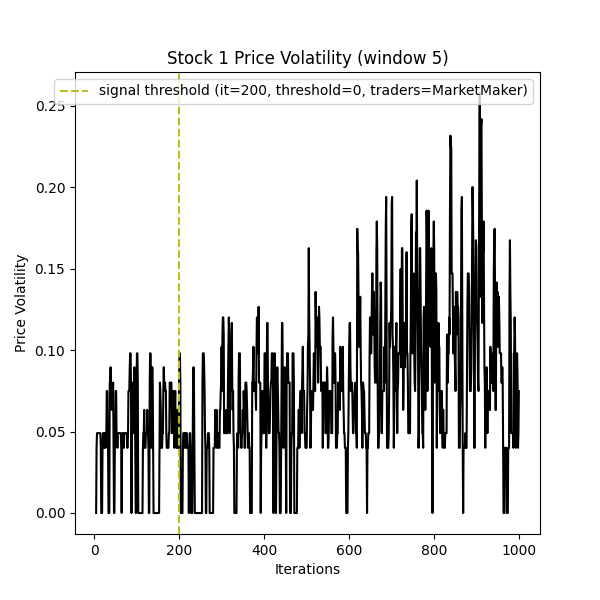 Stock 1 Price Volatility (window 5)
signal threshold (it=200, threshold=0, traders=MarketMaker)
0.25
0.20
0.15
0.10
0.05
0.00
Price Volatility
0 200 400 600 800 1000
Iterations